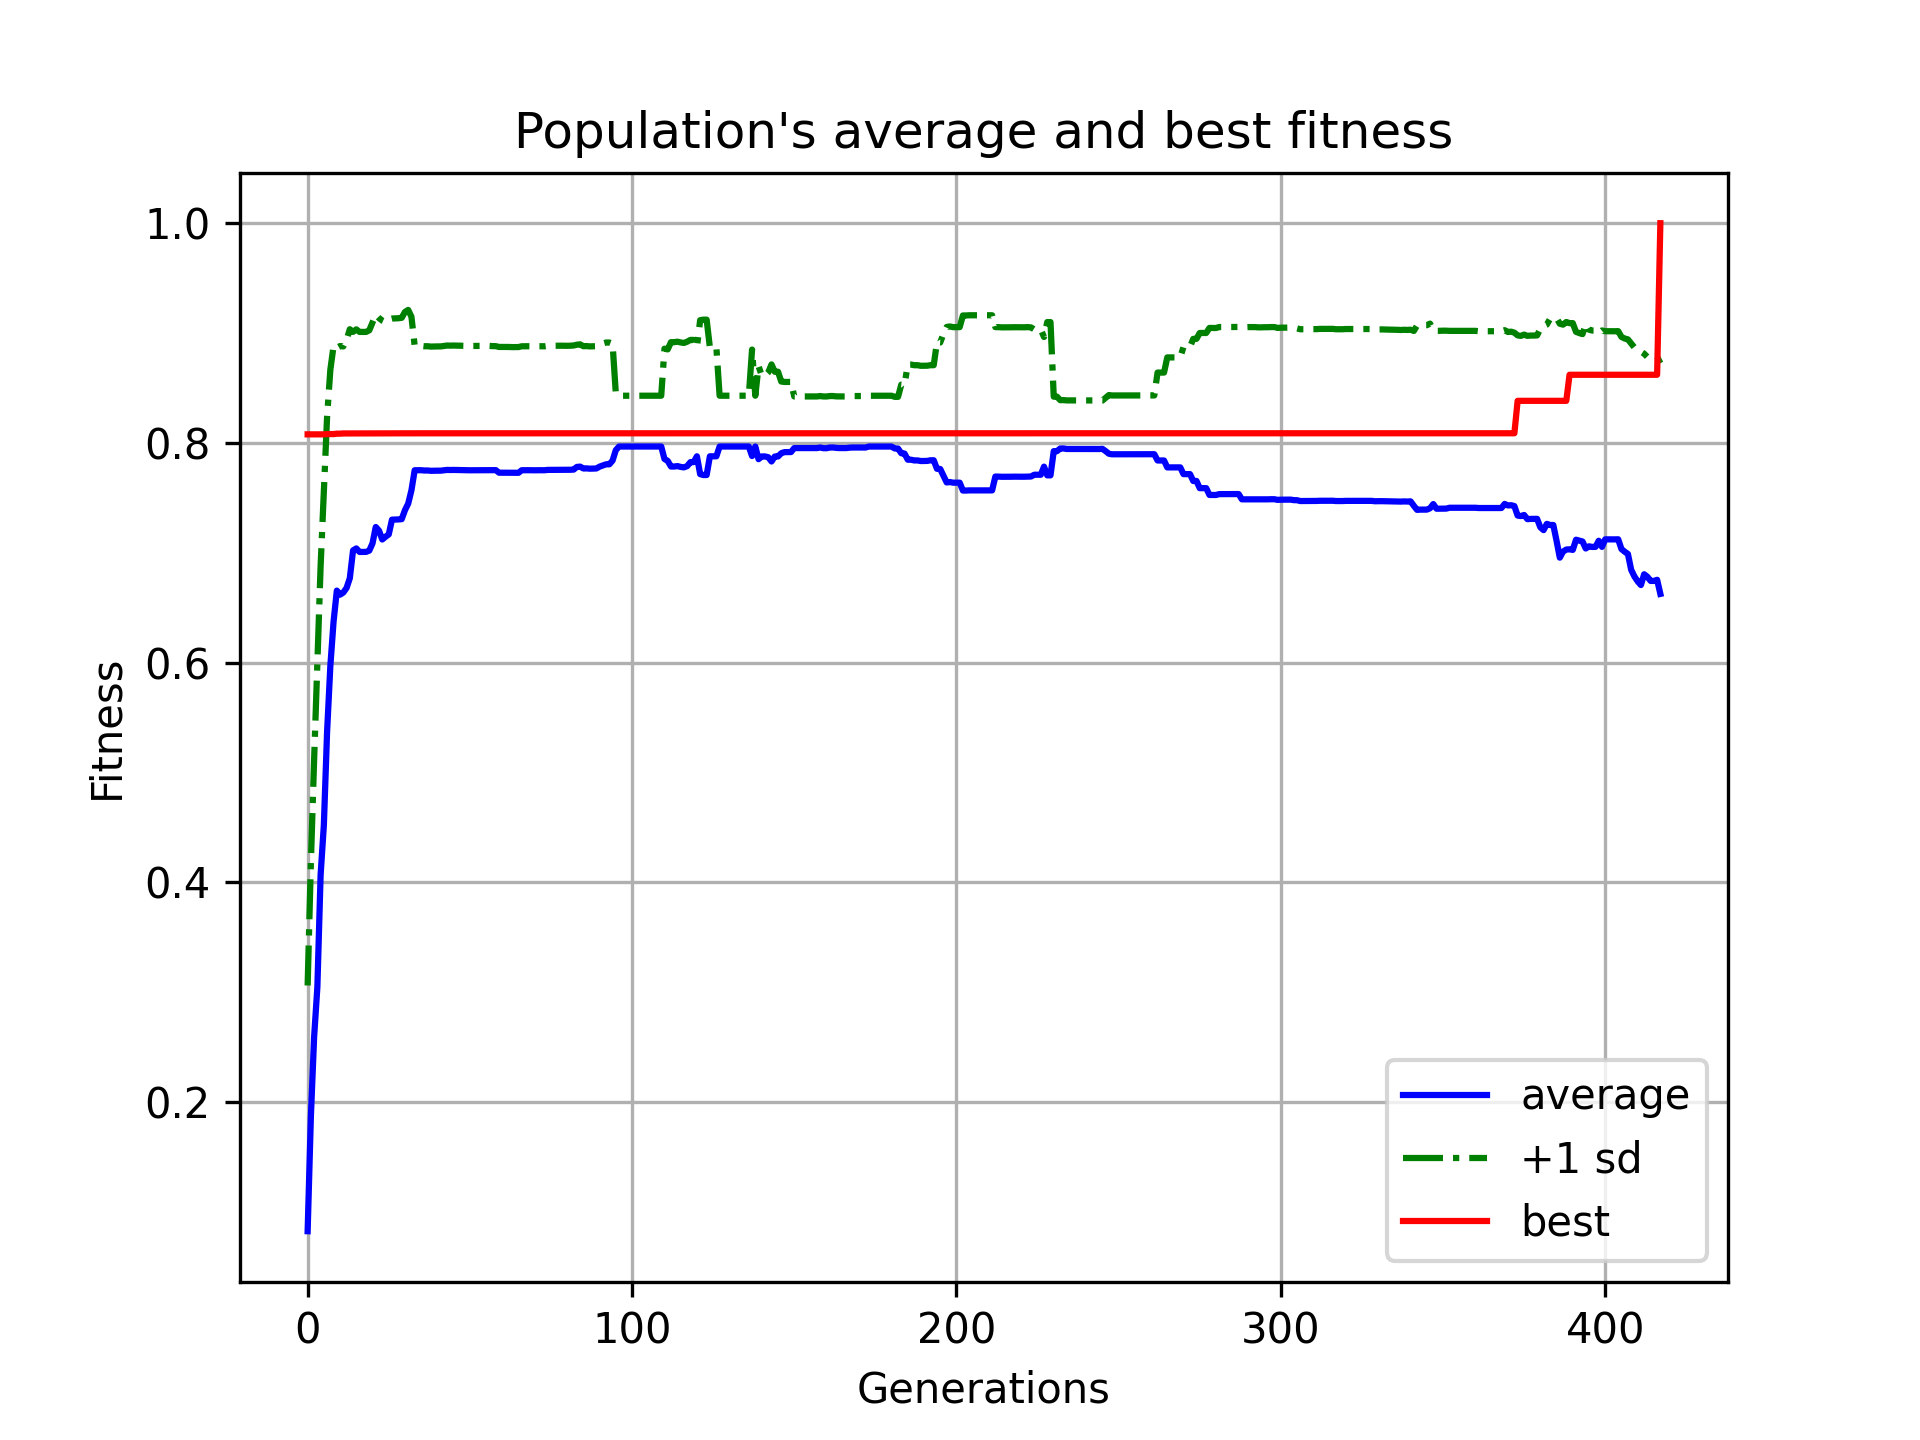 Population's average and best fitness
1.0
0.8
0.6
0.4
0.2
Fitness
0 100 200 300 400
Generations
average
+1 sd
best